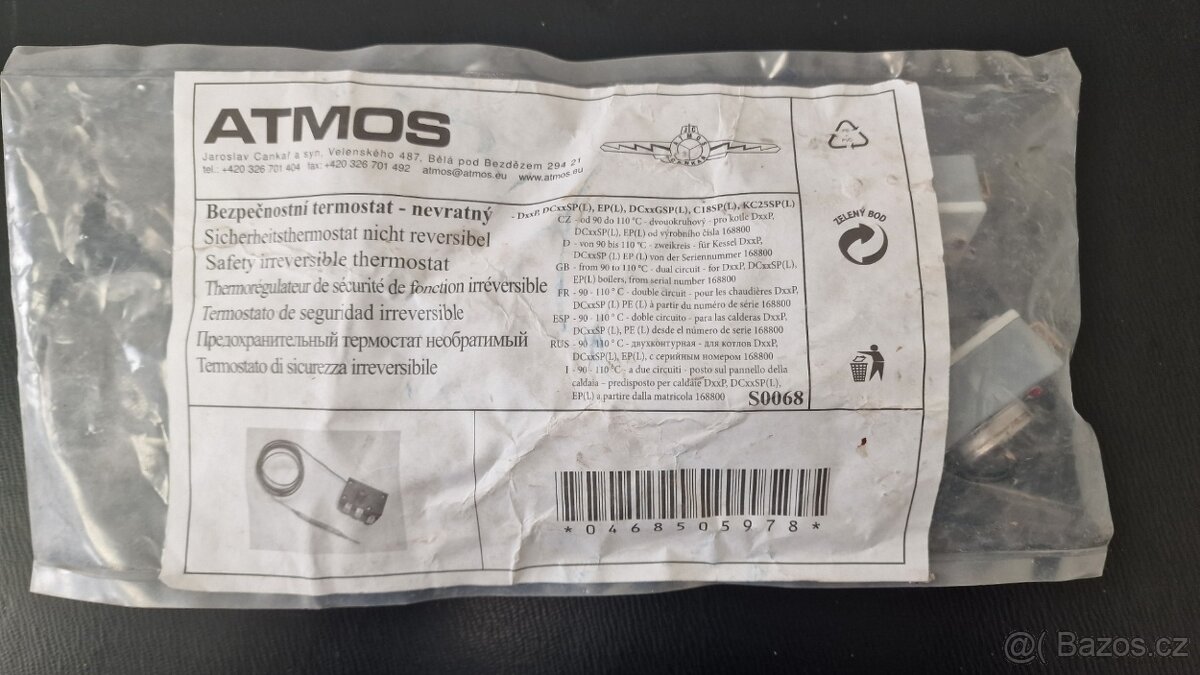 ATMOS
Jaroslav Cankař a syn, Velenského 487, Bělá pod Bezdězem 294 21
tel.: +420 326 701 404 fax: +420 326 701 492 atmos@atmos.eu www.atmos.eu
JC
ATMOS
CANKAR
PVC
Bezpečnostní termostat - nevratný
Sicherheitsthermostat nicht reversibel
Safety irreversible thermostat
Thermorégulateur de sécurité de fonction irréversible
Termostato de seguridad irreversible
Предохранительный термостат необратимый
Termostato di sicurezza irreversibile
- DxxP, DCxxSP(L), EP(L), DCxxGSP(L), C18SP(L), KC25SP(L)
CZ - od 90 do 110 °C - dvouokruhový - pro kotle DxxP,
DCxxSP(L), EP(L) od výrobního čísla 168800
D - von 90 bis 110 °C - zweikreis - für Kessel DxxP,
DCxxSP (L) EP (L) von der Seriennummer 168800
GB - from 90 to 110 °C - dual circuit - for DxxP, DCxxSP(L),
EP(L) boilers, from serial number 168800
FR - 90 - 110 ° C - double circuit - pour les chaudières DxxP,
DCxxSP (L) PE (L) à partir du numéro de série 168800
ESP - 90 - 110 ° C - doble circuito - para las calderas DxxP,
DCxxSP (L), PE (L) desde el número de serie 168800
RUS - 90 - 110 ° C - двухконтурная - для котлов DxxP,
DCxxSP(L), EP(L), с серийным номером 168800
I - 90 - 110 °C - a due circuiti - posto sul pannello della
caldaia - predisposto per caldaie DxxP, DCxxSP(L),
EP(L) a partire dalla matricola 168800
S0068
ZELENÝ BOD
*0468505978*
@( Bazos.cz